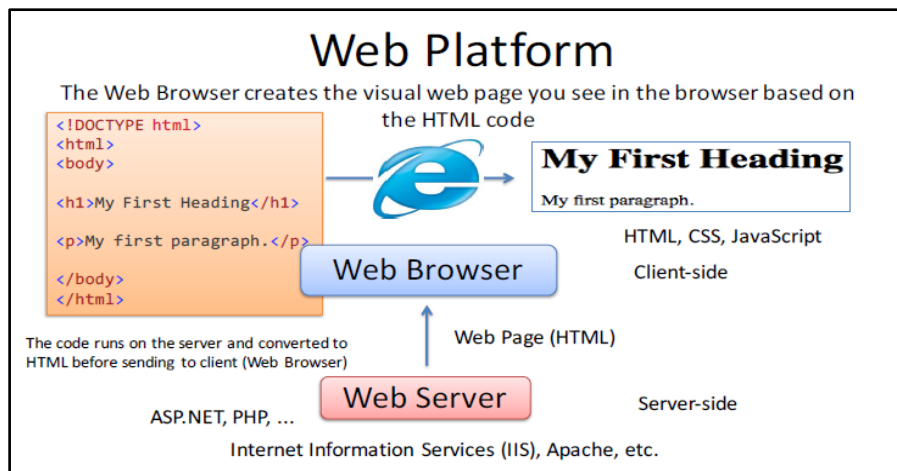 Web Platform
The Web Browser creates the visual web page you see in the browser based on
the HTML code
<!DOCTYPE html>
<html>
<body>
<h1>My First Heading</h1>
<p>My first paragraph.</p>
</body>
</html>
My First Heading
My first paragraph.
HTML, CSS, JavaScript
Web Browser
Client-side
The code runs on the server and converted to
HTML before sending to client (Web Browser)
Web Page (HTML)
Web Server
Server-side
ASP.NET, PHP, ...
Internet Information Services (IIS), Apache, etc.